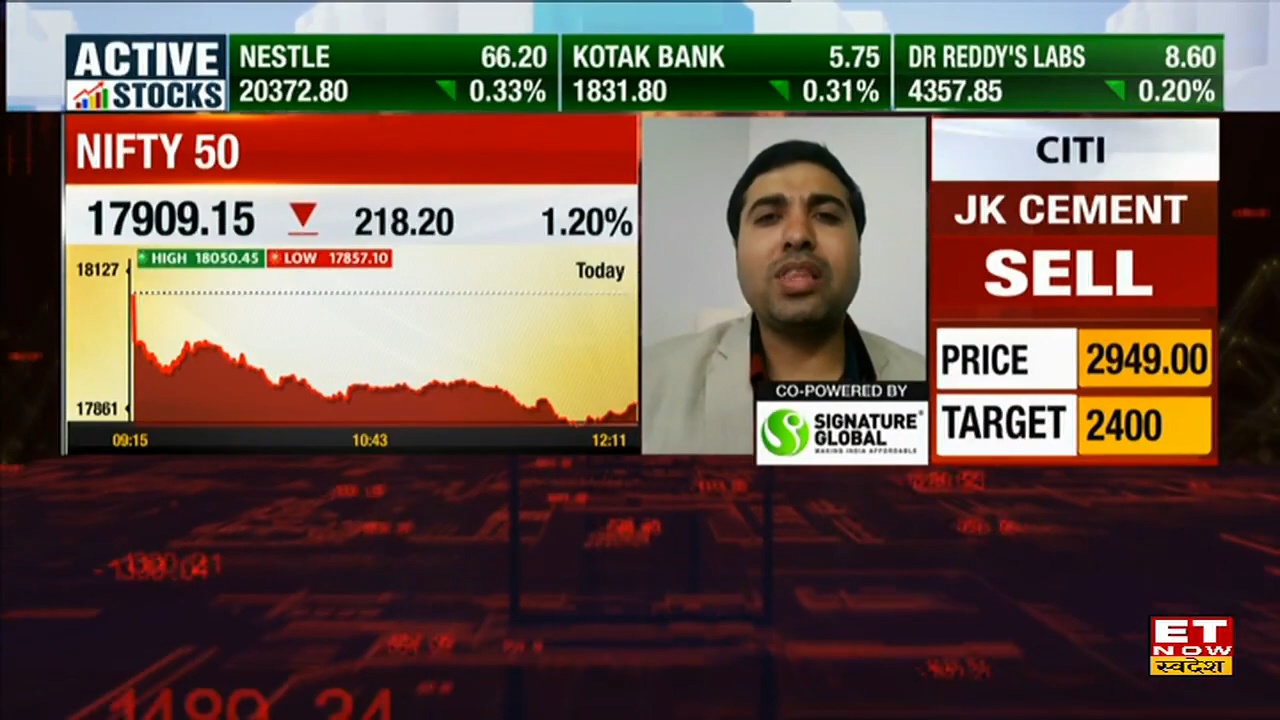 ACTIVE STOCKS
NESTLE 66.20
20372.80 0.33%
KOTAK BANK 5.75
1831.80 0.31%
DR REDDY'S LABS 8.60
4357.85 0.20%
NIFTY 50
17909.15 218.20 1.20%
HIGH 18050.45 LOW 17857.10
Today
18127
17861
09:15 10:43 12:11
CO-POWERED BY
SIGNATURE GLOBAL
MAKING INDIA AFFORDABLE
CITI
JK CEMENT
SELL
PRICE 2949.00
TARGET 2400
ET
NOW
स्वदेश
1489.34